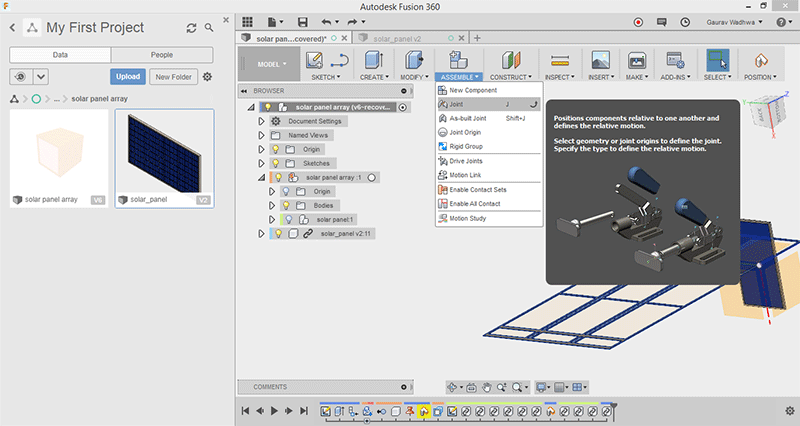 F
Autodesk Fusion 360
My First Project
Data
People
Upload
New Folder
... solar panel array
solar panel array
V6
solar_panel
V2
Gaurav Wadhwa
solar pan...covered)*
solar_panel v2
MODEL
SKETCH
CREATE
MODIFY
ASSEMBLE
CONSTRUCT
INSPECT
INSERT
MAKE
ADD-INS
SELECT
POSITION
BROWSER
solar panel array (v6~recov...
Document Settings
Named Views
Origin
Sketches
solar panel array :1
Origin
Bodies
solar panel:1
solar_panel v2:11
New Component
Joint J
As-built Joint Shift+J
Joint Origin
Rigid Group
Drive Joints
Motion Link
Enable Contact Sets
Enable All Contact
Motion Study
Positions components relative to one another and
defines the relative motion.
Select geometry or joint origins to define the joint.
Specify the type to define the relative motion.
Z
BACK
X
COMMENTS